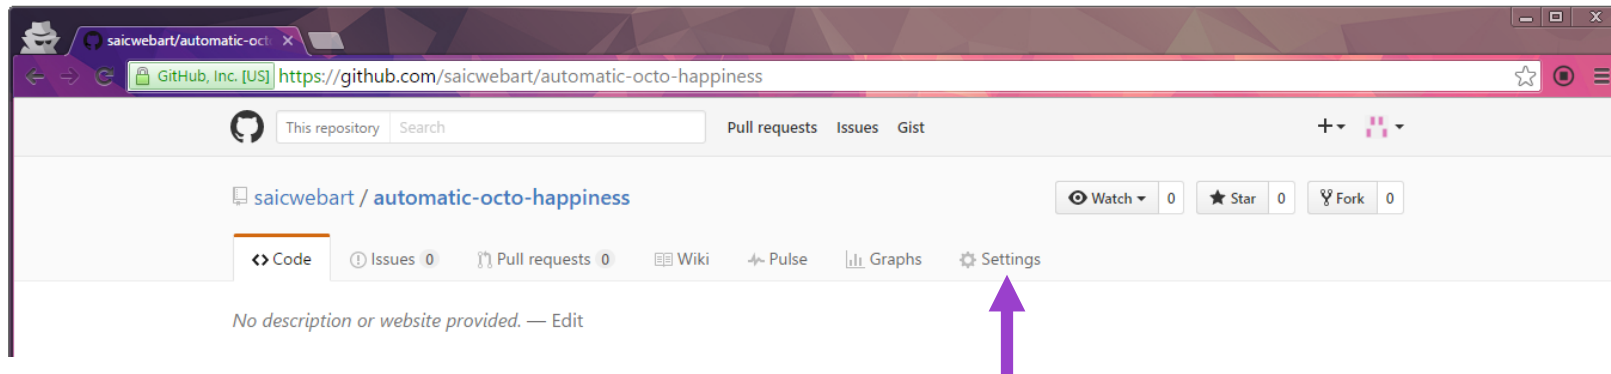 saicwebart/automatic-oct
GitHub, Inc. [US] https://github.com/saicwebart/automatic-octo-happiness
This repository Search Pull requests Issues Gist
saicwebart / automatic-octo-happiness Watch 0 Star 0 Fork 0
<> Code Issues 0 Pull requests 0 Wiki Pulse Graphs Settings
No description or website provided. — Edit